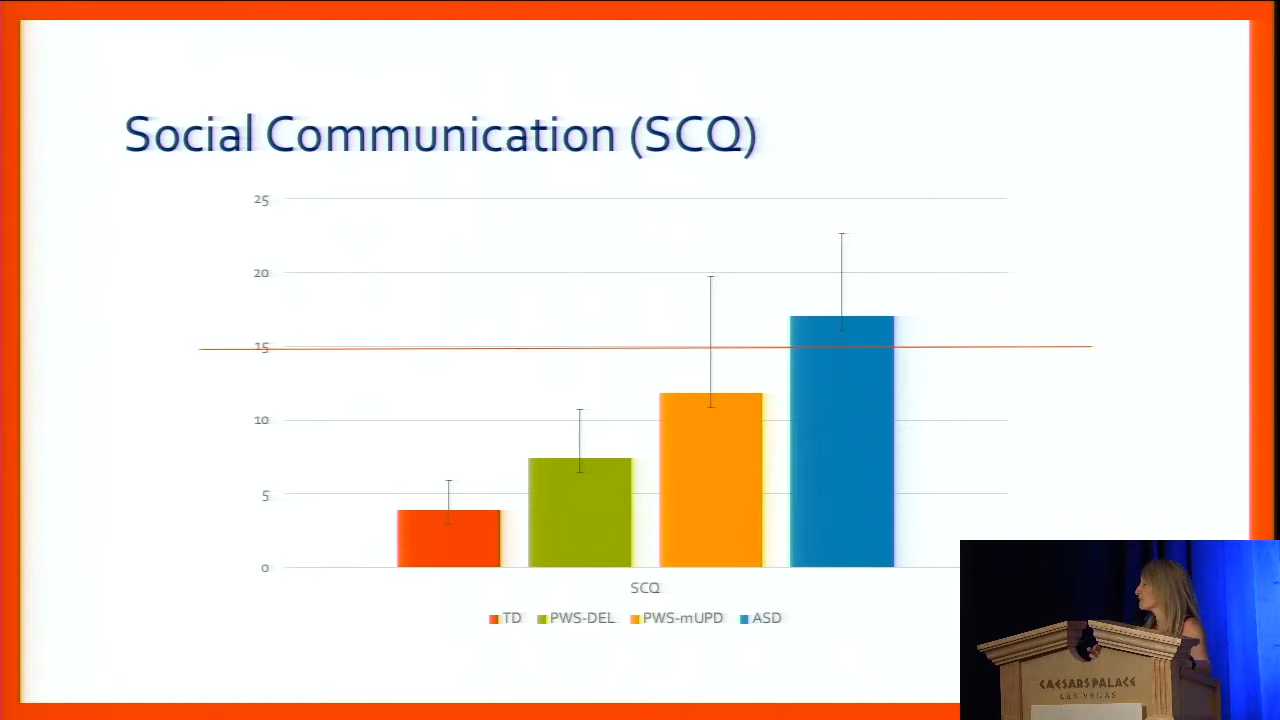 Social Communication (SCQ)
25
20
15
10
5
0
SCQ
TD PWS-DEL PWS-mUPD ASD
CAESARS PALACE
LAS VEGAS